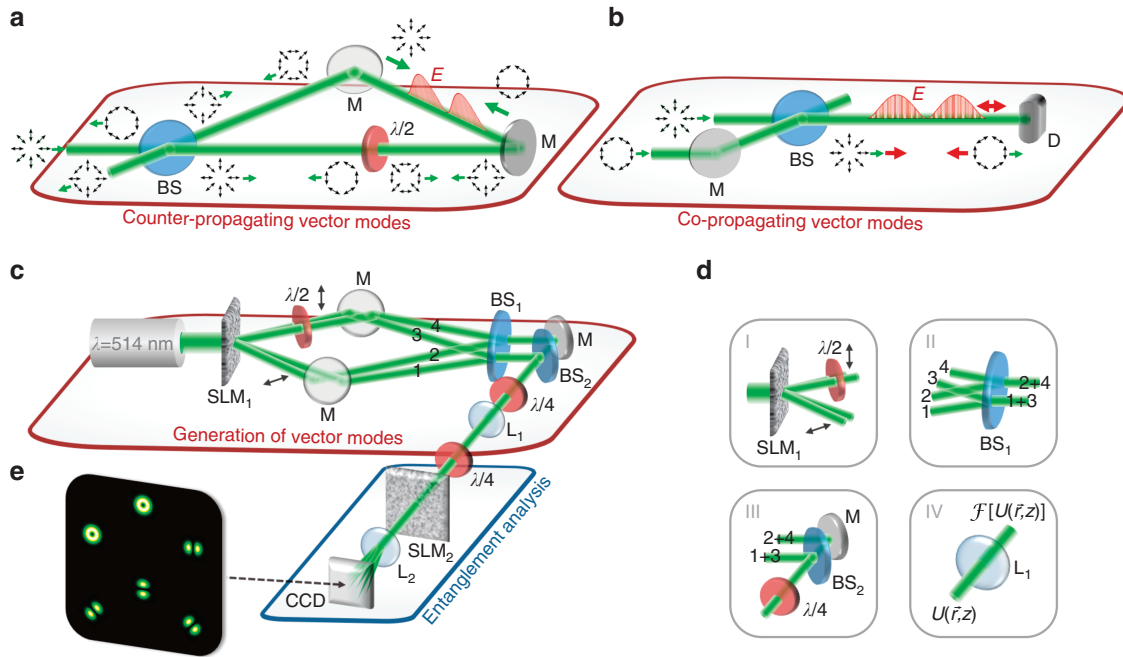 a
E
M
λ/2
M
BS
Counter-propagating vector modes
b
E
BS
D
M
Co-propagating vector modes
c
M
λ/2
BS₁
4
3
2
1
M
BS₂
λ=514 nm
SLM₁
M
λ/4
L₁
Generation of vector modes
λ/4
SLM₂
L₂
CCD
Entanglement analysis
d
I
λ/2
SLM₁
II
4
3
2
1
2+4
1+3
BS₁
III
M
2+4
1+3
BS₂
λ/4
IV
ℱ[U(r⃗,z)]
L₁
U(r⃗,z)
e